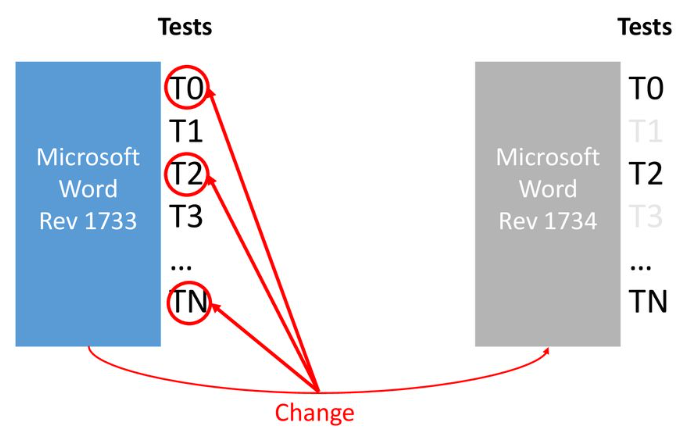 Tests
Microsoft
Word
Rev 1733
T0
T1
T2
T3
...
TN
Tests
Microsoft
Word
Rev 1734
T0
T1
T2
T3
...
TN
Change